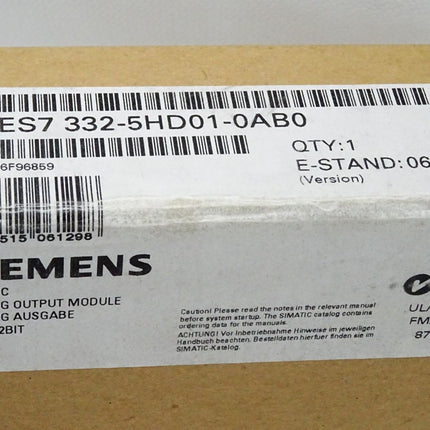 ES7 332-5HD01-0AB0
6F96859
QTY:1
E-STAND:06
(Version)
515 061298
EMENS
C
G OUTPUT MODULE
G AUSGABE
2BIT
Caution! Please read the notes in the relevant manual
before system startup. The SIMATIC catalog contains
ordering data for the manuals.
ACHTUNG! Vor Inbetriebnahme Hinweise im jeweiligen
Handbuch beachten. Bestelldaten hierfuer finden sie im
SIMATIC-Katalog.
UL
FM
87